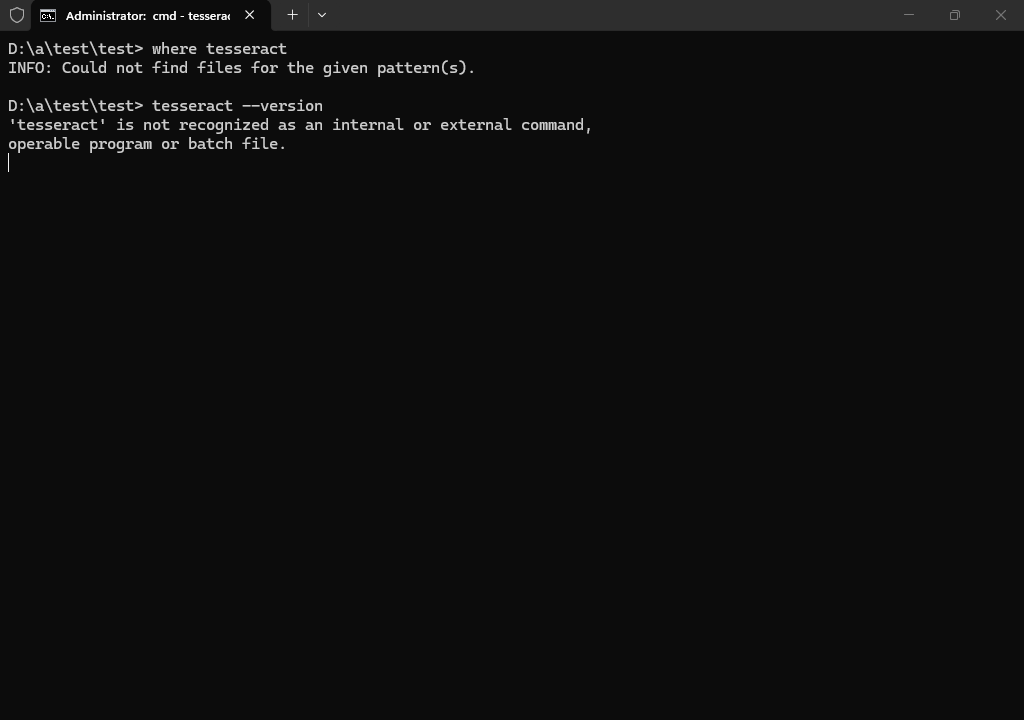 Administrator: cmd - tesserac
D:\a\test\test> where tesseract
INFO: Could not find files for the given pattern(s).
D:\a\test\test> tesseract --version
'tesseract' is not recognized as an internal or external command,
operable program or batch file.